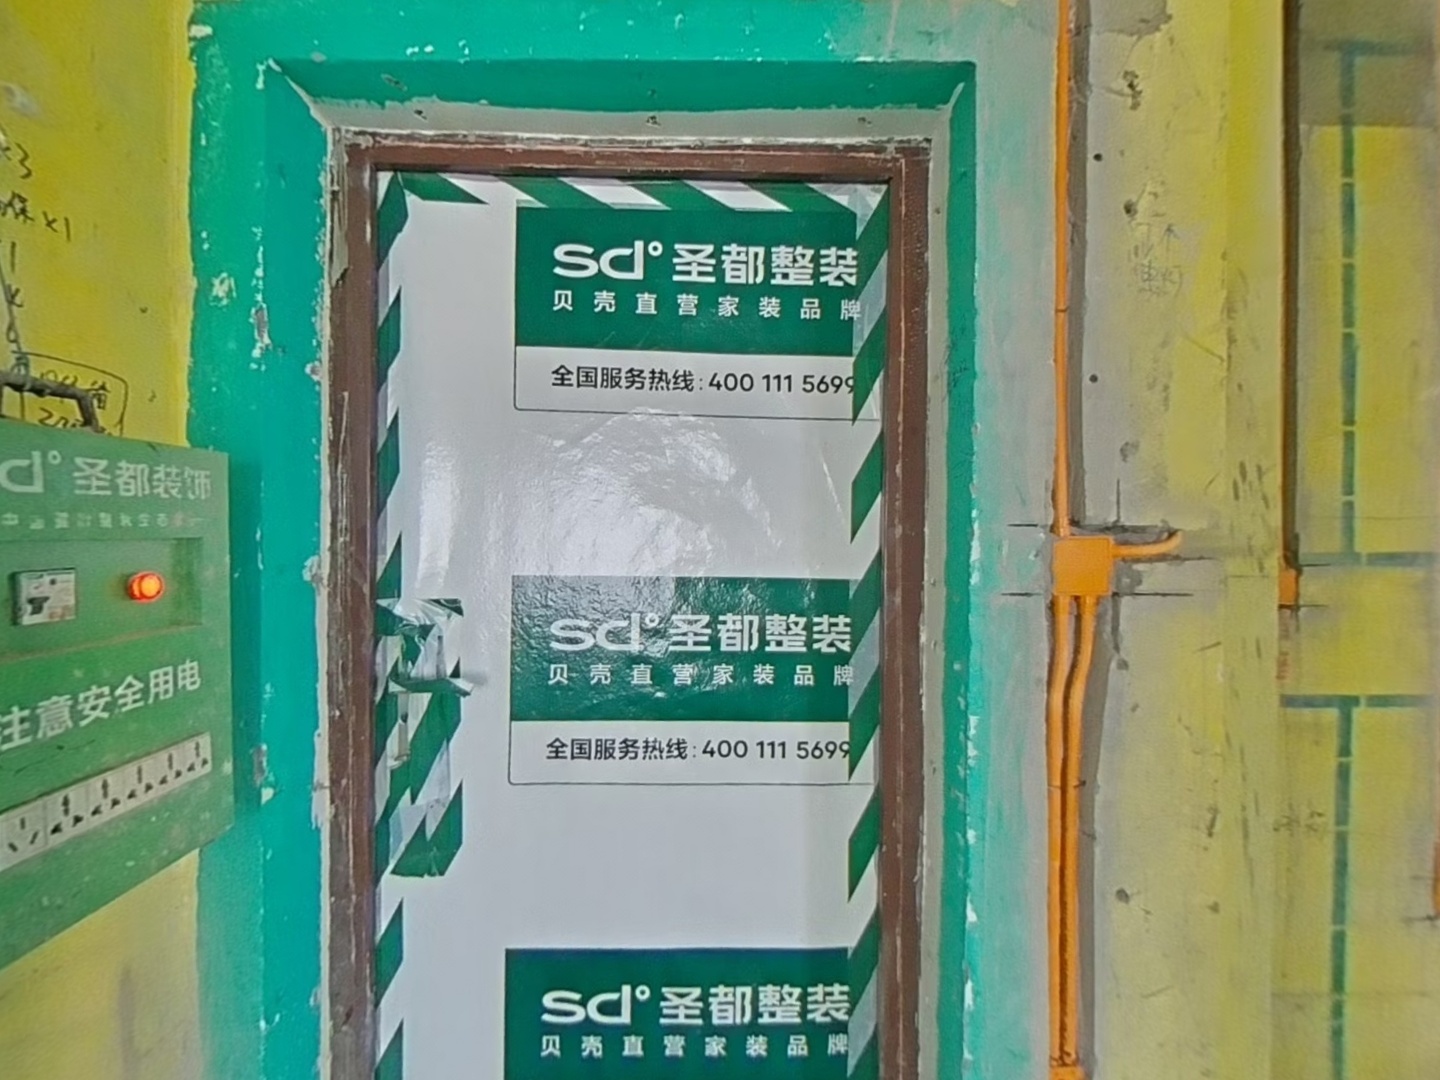 ×3
保×1
sd°圣都整装
贝壳直营家装品牌
全国服务热线:400 111 5699
d°圣都装饰
注意安全用电
sd°圣都整装
贝壳直营家装品牌
全国服务热线:400 111 5699
sd°圣都整装
贝壳直营家装品牌